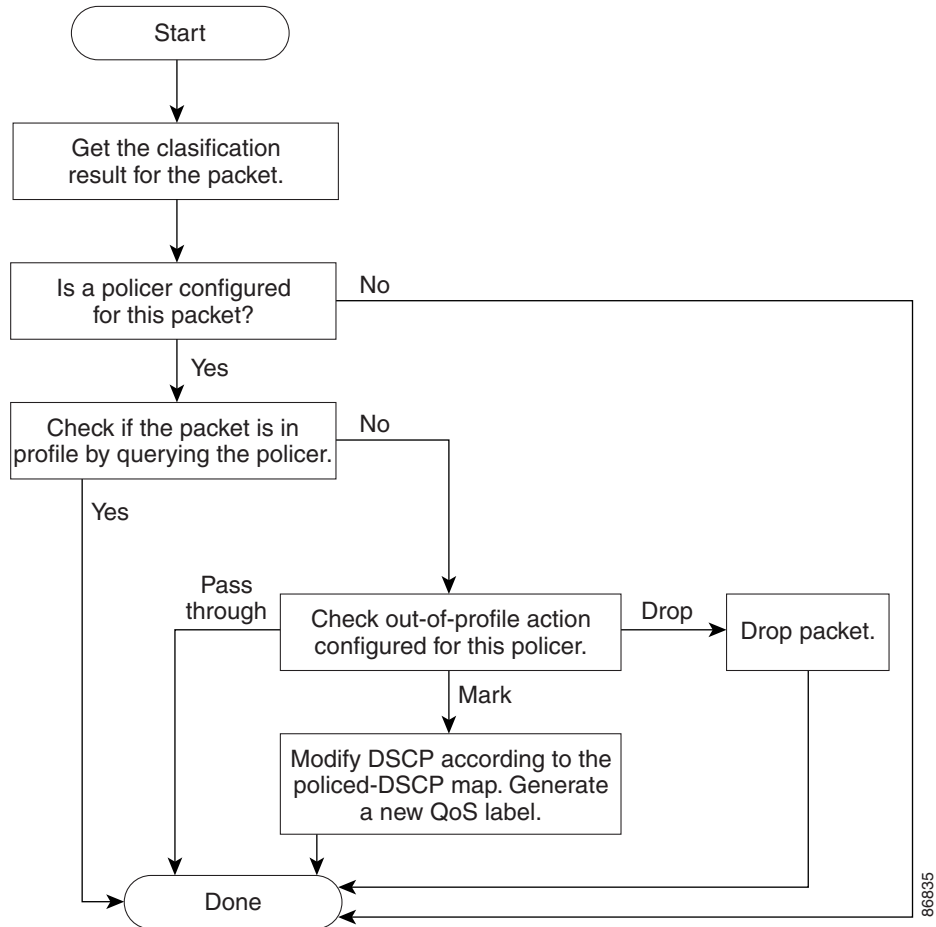 Start
Get the clasification
result for the packet.
Is a policer configured
for this packet?
No
Yes
Check if the packet is in
profile by querying the policer.
No
Yes
Pass
through
Check out-of-profile action
configured for this policer.
Drop
Drop packet.
Mark
Modify DSCP according to the
policed-DSCP map. Generate
a new QoS label.
Done
86835